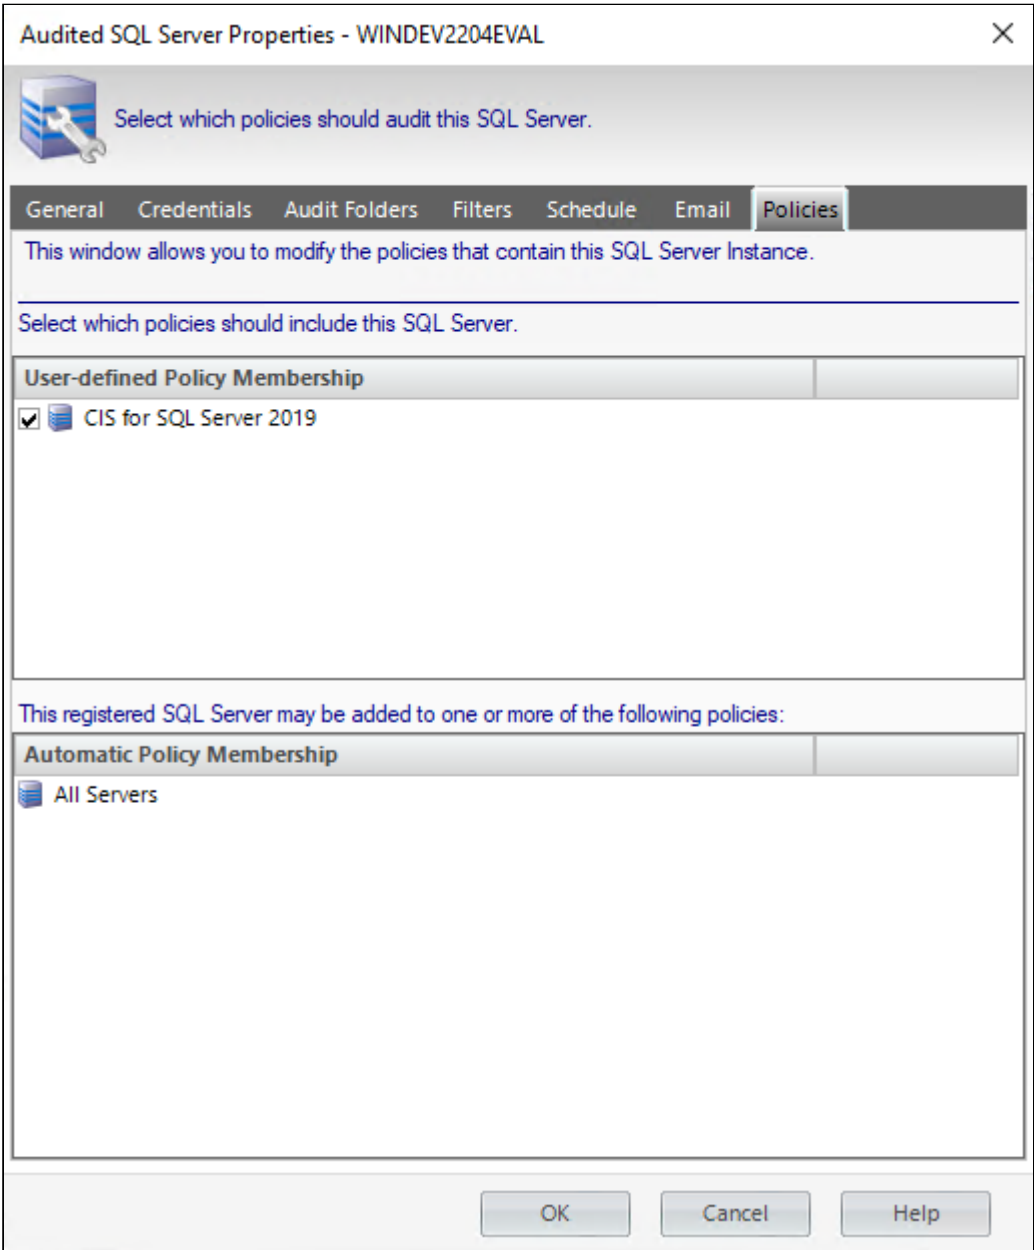 Audited SQL Server Properties - WINDEV2204EVAL
Select which policies should audit this SQL Server.
General Credentials Audit Folders Filters Schedule Email Policies
This window allows you to modify the policies that contain this SQL Server Instance.
Select which policies should include this SQL Server.
User-defined Policy Membership
CIS for SQL Server 2019
This registered SQL Server may be added to one or more of the following policies:
Automatic Policy Membership
All Servers
OK Cancel Help